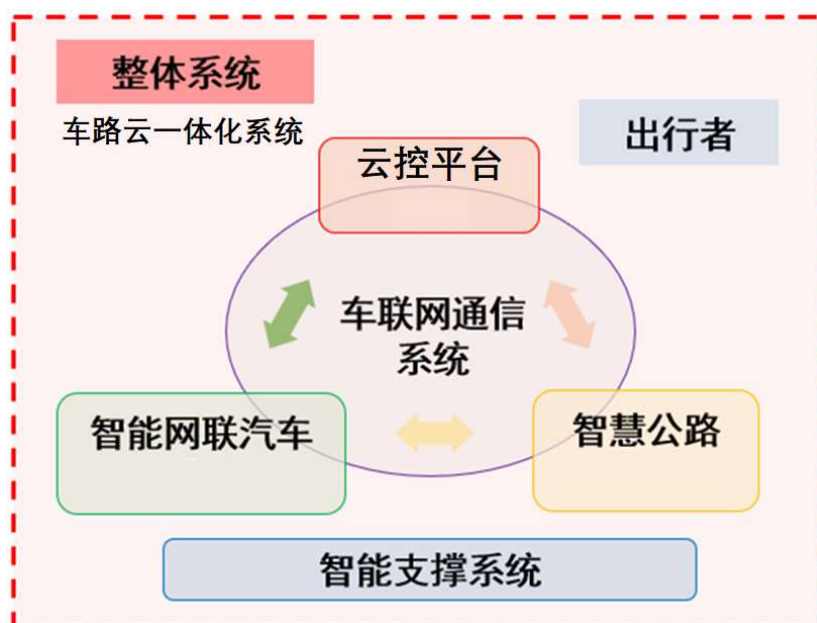 整体系统
车路云一体化系统
出行者
云控平台
车联网通信
系统
智能网联汽车
智慧公路
智能支撑系统